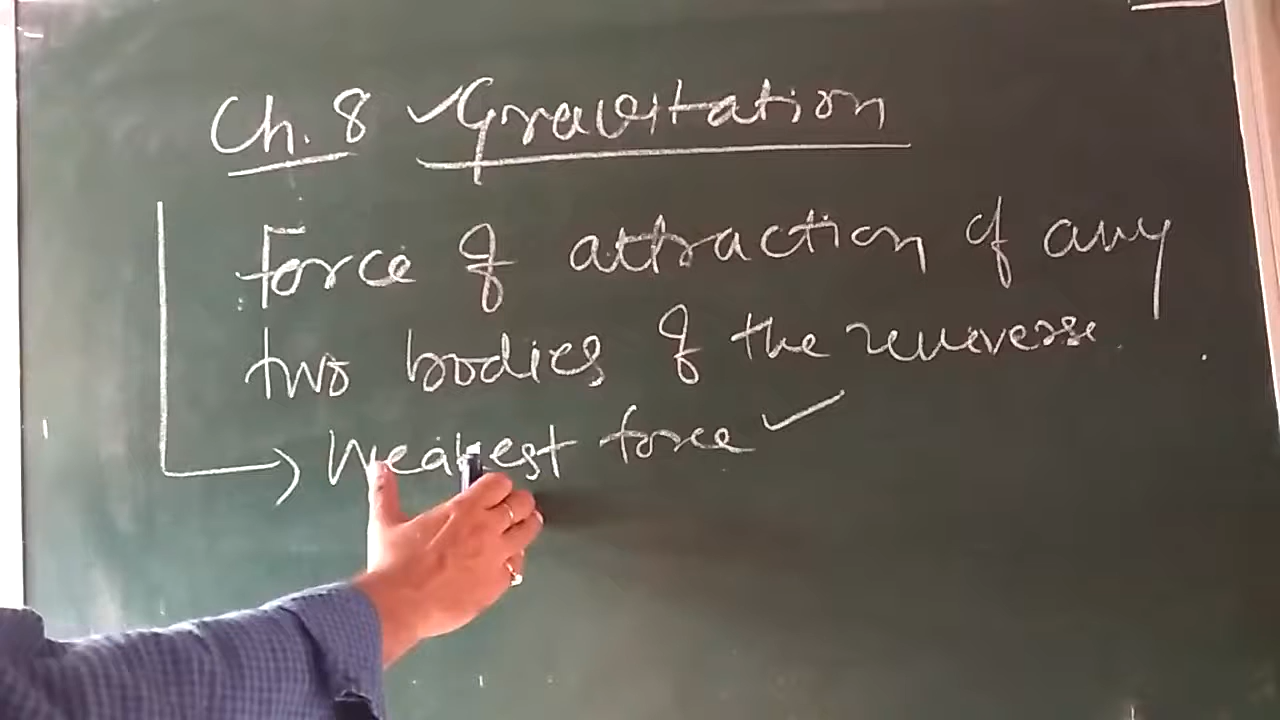 Ch. 8 ✓ Gravitation
Force of attraction of any
two bodies of the universe.
→ Weakest force ✓